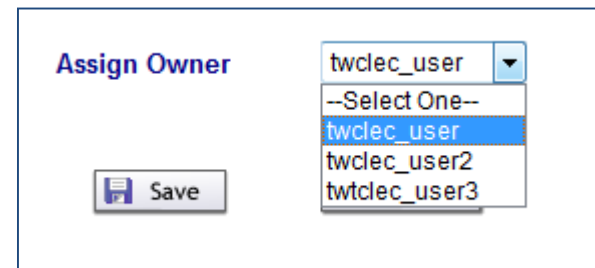 Assign Owner twclec_user
--Select One--
twclec_user
twclec_user2
twtclec_user3
Save